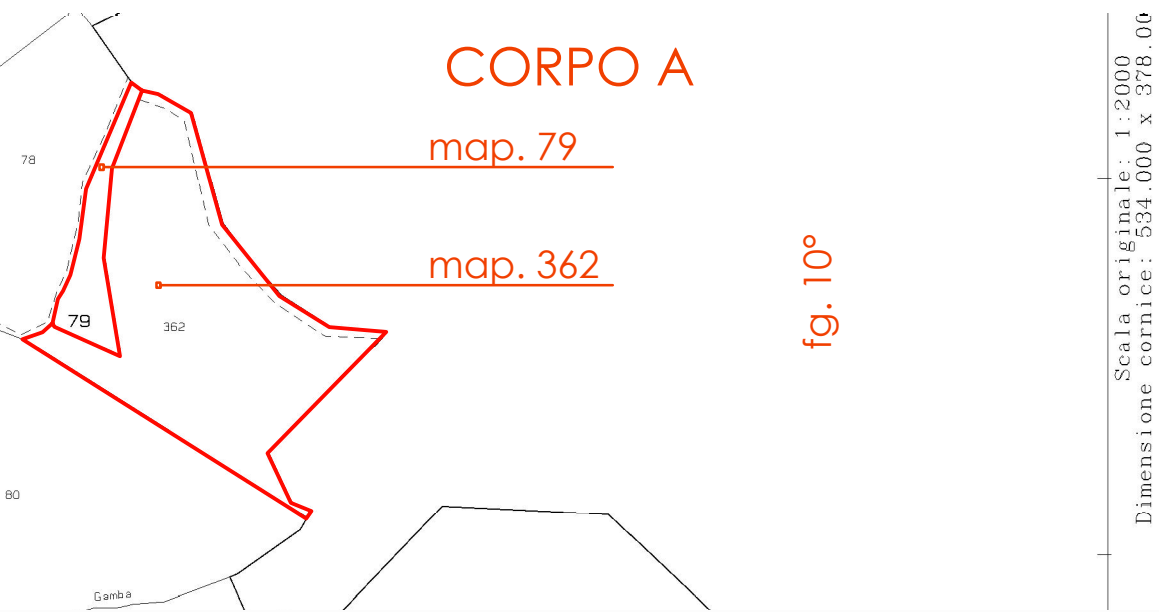 CORPO A
map. 79
78
map. 362
fg. 10°
79
362
80
Gamba
Scala originale: 1:2000
Dimensione cornice: 534.000 x 378.00